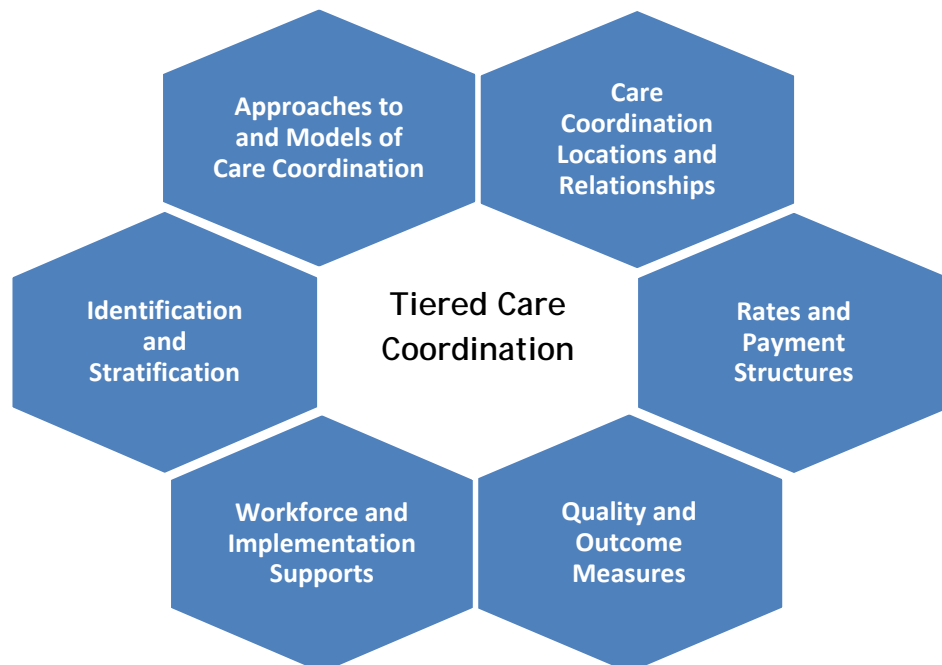 Approaches to
and Models of
Care Coordination
Care
Coordination
Locations and
Relationships
Identification
and
Stratification
Tiered Care
Coordination
Rates and
Payment
Structures
Workforce and
Implementation
Supports
Quality and
Outcome
Measures